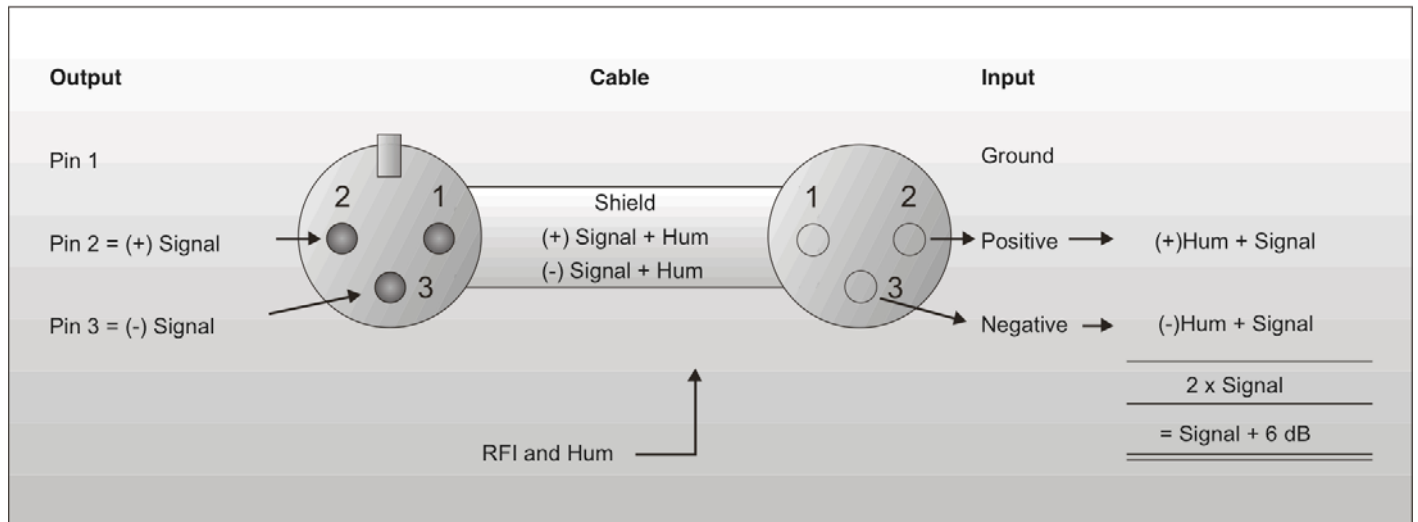 Output
Cable
Input
Pin 1
Ground
2
1
Shield
1
2
Pin 2 = (+) Signal
(+) Signal + Hum
Positive
(+)Hum + Signal
(-) Signal + Hum
3
3
Pin 3 = (-) Signal
Negative
(-)Hum + Signal
2 x Signal
= Signal + 6 dB
RFI and Hum